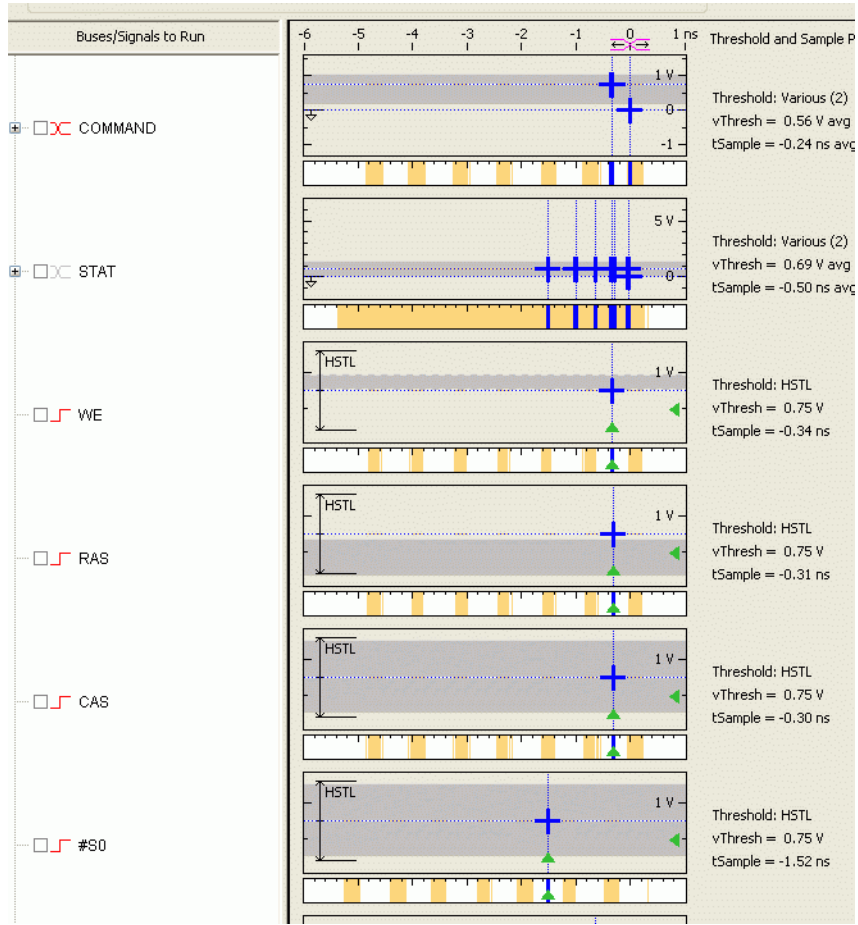 Buses/Signals to Run
-6 -5 -4 -3 -2 -1 0 1 ns
Threshold and Sample P
COMMAND
1 V
0
-1
Threshold: Various (2)
vThresh = 0.56 V avg
tSample = -0.24 ns avg
STAT
5 V
0
Threshold: Various (2)
vThresh = 0.69 V avg
tSample = -0.50 ns avg
WE
HSTL
1 V
Threshold: HSTL
vThresh = 0.75 V
tSample = -0.34 ns
RAS
HSTL
1 V
Threshold: HSTL
vThresh = 0.75 V
tSample = -0.31 ns
CAS
HSTL
1 V
Threshold: HSTL
vThresh = 0.75 V
tSample = -0.30 ns
#S0
HSTL
1 V
Threshold: HSTL
vThresh = 0.75 V
tSample = -1.52 ns